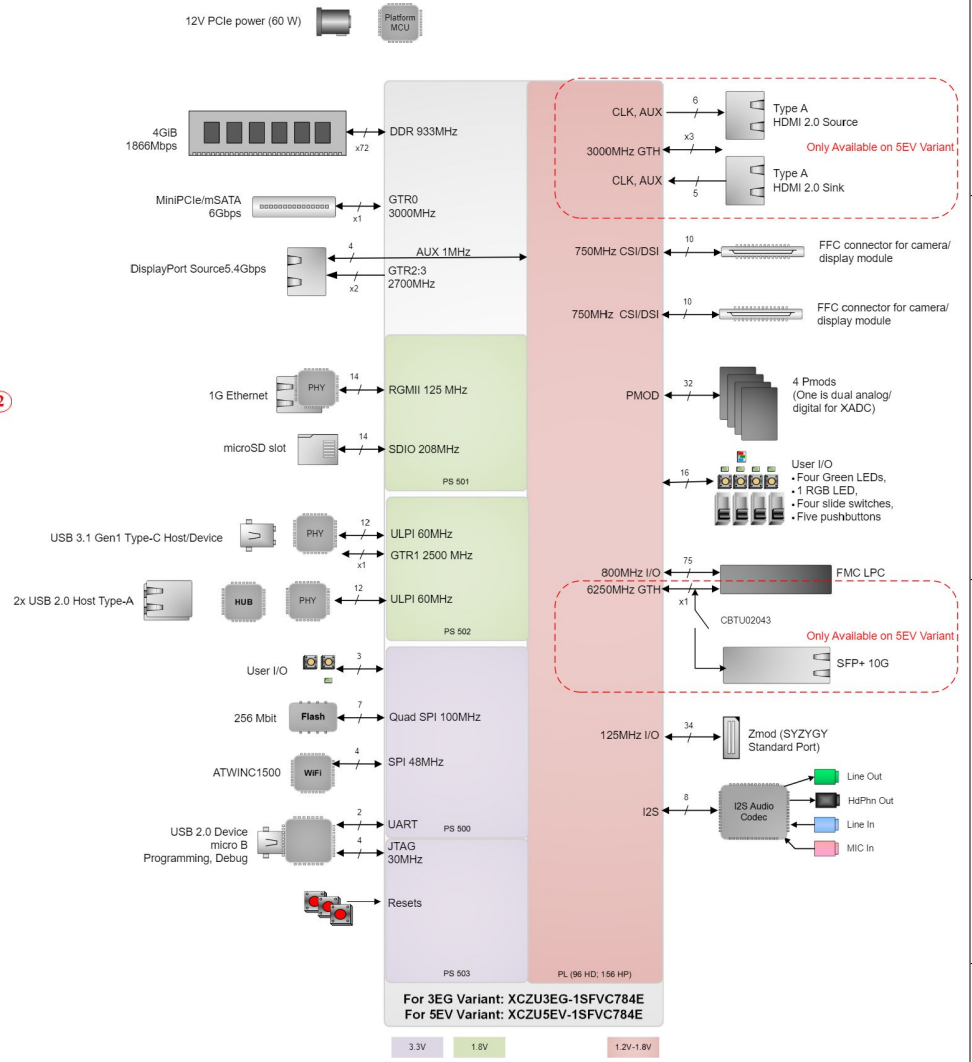 12V PCIe power (60 W)
Platform
MCU
4GiB
1866Mbps
x72
DDR 933MHz
MiniPCIe/mSATA
6Gbps
x1
GTR0
3000MHz
DisplayPort Source5.4Gbps
4
AUX 1MHz
x2
GTR2:3
2700MHz
2
1G Ethernet
PHY
14
RGMII 125 MHz
microSD slot
14
SDIO 208MHz
PS 501
USB 3.1 Gen1 Type-C Host/Device
PHY
12
ULPI 60MHz
x1
GTR1 2500 MHz
2x USB 2.0 Host Type-A
HUB
PHY
12
ULPI 60MHz
PS 502
User I/O
3
256 Mbit
Flash
7
Quad SPI 100MHz
ATWINC1500
WiFi
4
SPI 48MHz
USB 2.0 Device
micro B
Programming, Debug
2
UART
PS 500
4
JTAG
30MHz
Resets
PS 503
CLK, AUX
6
Type A
HDMI 2.0 Source
3000MHz GTH
x3
Only Available on 5EV Variant
CLK, AUX
5
Type A
HDMI 2.0 Sink
750MHz CSI/DSI
10
FFC connector for camera/
display module
750MHz CSI/DSI
10
FFC connector for camera/
display module
PMOD
32
4 Pmods
(One is dual analog/
digital for XADC)
16
User I/O
• Four Green LEDs,
• 1 RGB LED,
• Four slide switches,
• Five pushbuttons
800MHz I/O
75
FMC LPC
6250MHz GTH
x1
CBTU02043
Only Available on 5EV Variant
SFP+ 10G
125MHz I/O
34
Zmod (SYZYGY
Standard Port)
I2S
8
I2S Audio
Codec
Line Out
HdPhn Out
Line In
MIC In
PL (96 HD; 156 HP)
For 3EG Variant: XCZU3EG-1SFVC784E
For 5EV Variant: XCZU5EV-1SFVC784E
3.3V
1.8V
1.2V-1.8V